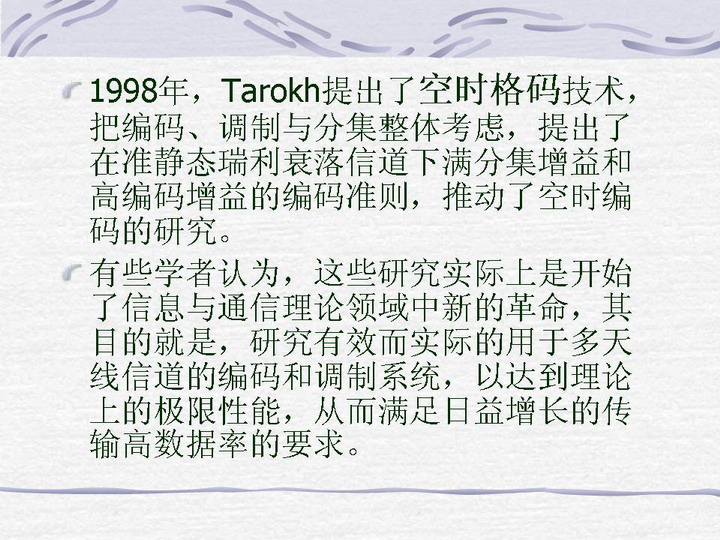 1998年，Tarokh提出了空时格码技术，
把编码、调制与分集整体考虑，提出了
在准静态瑞利衰落信道下满分集增益和
高编码增益的编码准则，推动了空时编
码的研究。
有些学者认为，这些研究实际上是开始
了信息与通信理论领域中新的革命，其
目的就是，研究有效而实际的用于多天
线信道的编码和调制系统，以达到理论
上的极限性能，从而满足日益增长的传
输高数据率的要求。